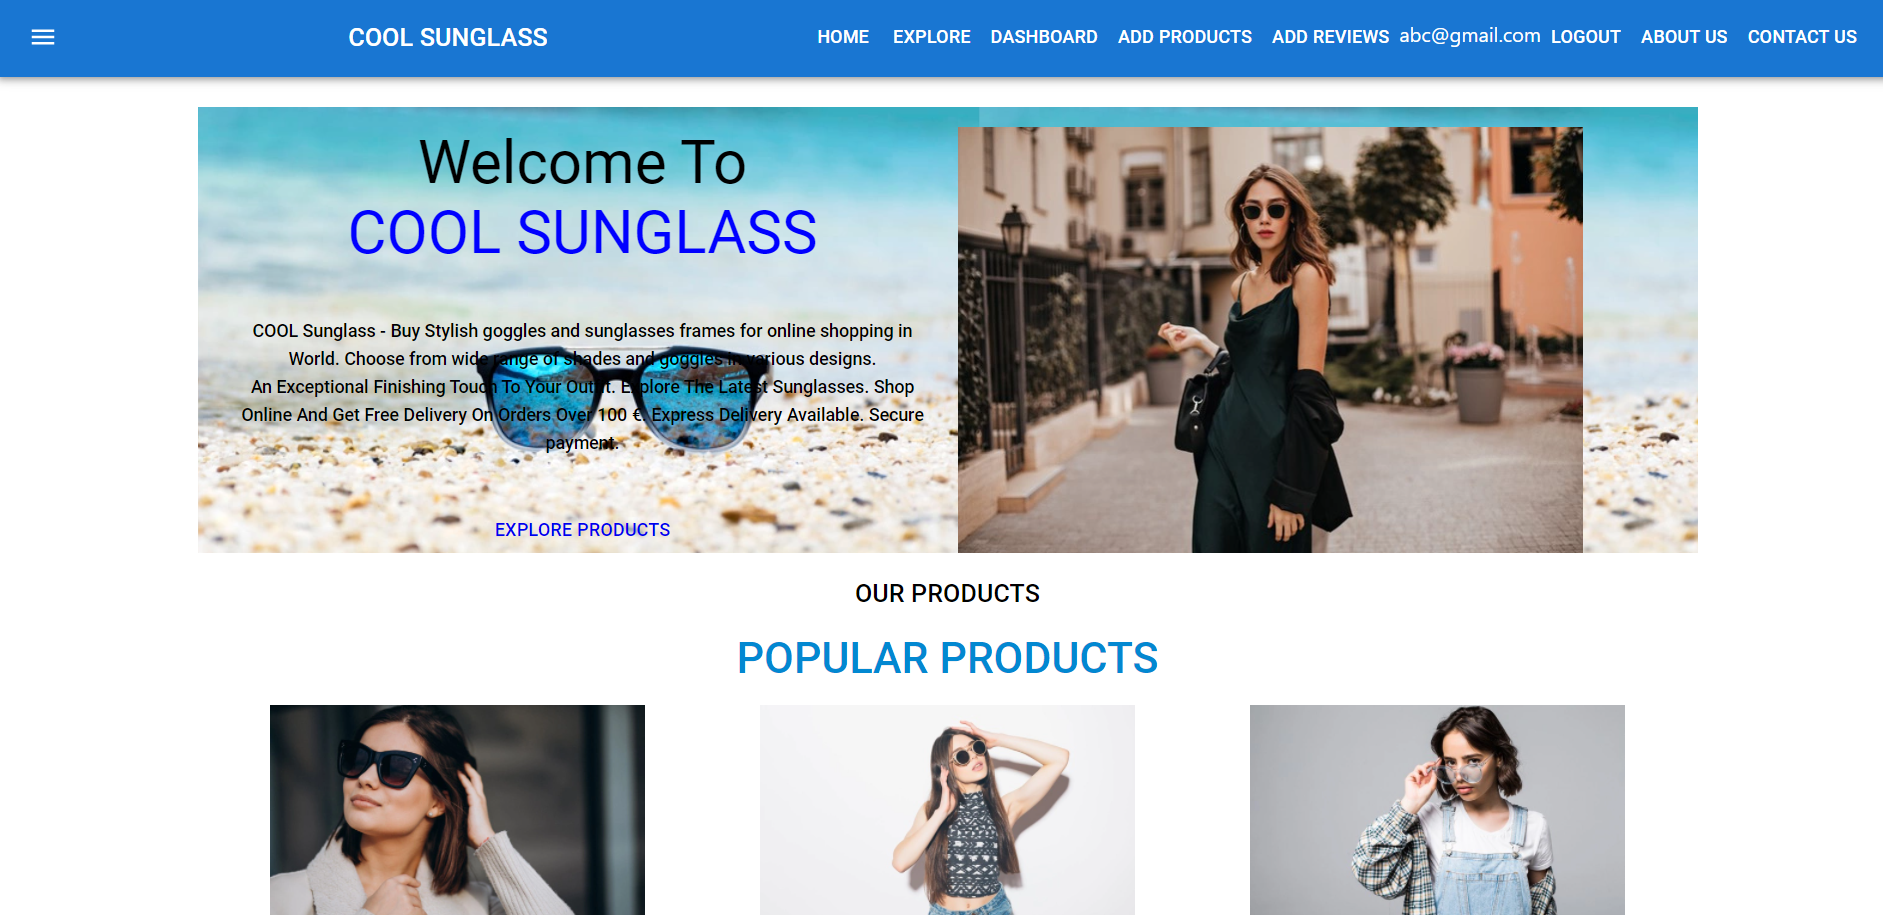 COOL SUNGLASS
HOME EXPLORE DASHBOARD ADD PRODUCTS ADD REVIEWS abc@gmail.com LOGOUT ABOUT US CONTACT US
Welcome To
COOL SUNGLASS
COOL Sunglass - Buy Stylish goggles and sunglasses frames for online shopping in
World. Choose from wide range of shades and goggles in various designs.
An Exceptional Finishing Touch To Your Outfit. Explore The Latest Sunglasses. Shop
Online And Get Free Delivery On Orders Over 100 €. Express Delivery Available. Secure
payment.
EXPLORE PRODUCTS
OUR PRODUCTS
POPULAR PRODUCTS